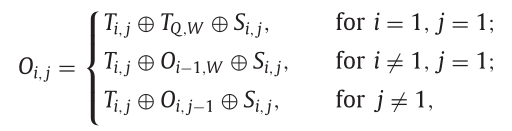 T_{i,j} ⊕ T_{Q,W} ⊕ S_{i,j}, for i = 1, j = 1;
O_{i,j} = { T_{i,j} ⊕ O_{i−1,W} ⊕ S_{i,j}, for i ≠ 1, j = 1;
T_{i,j} ⊕ O_{i,j−1} ⊕ S_{i,j}, for j ≠ 1,